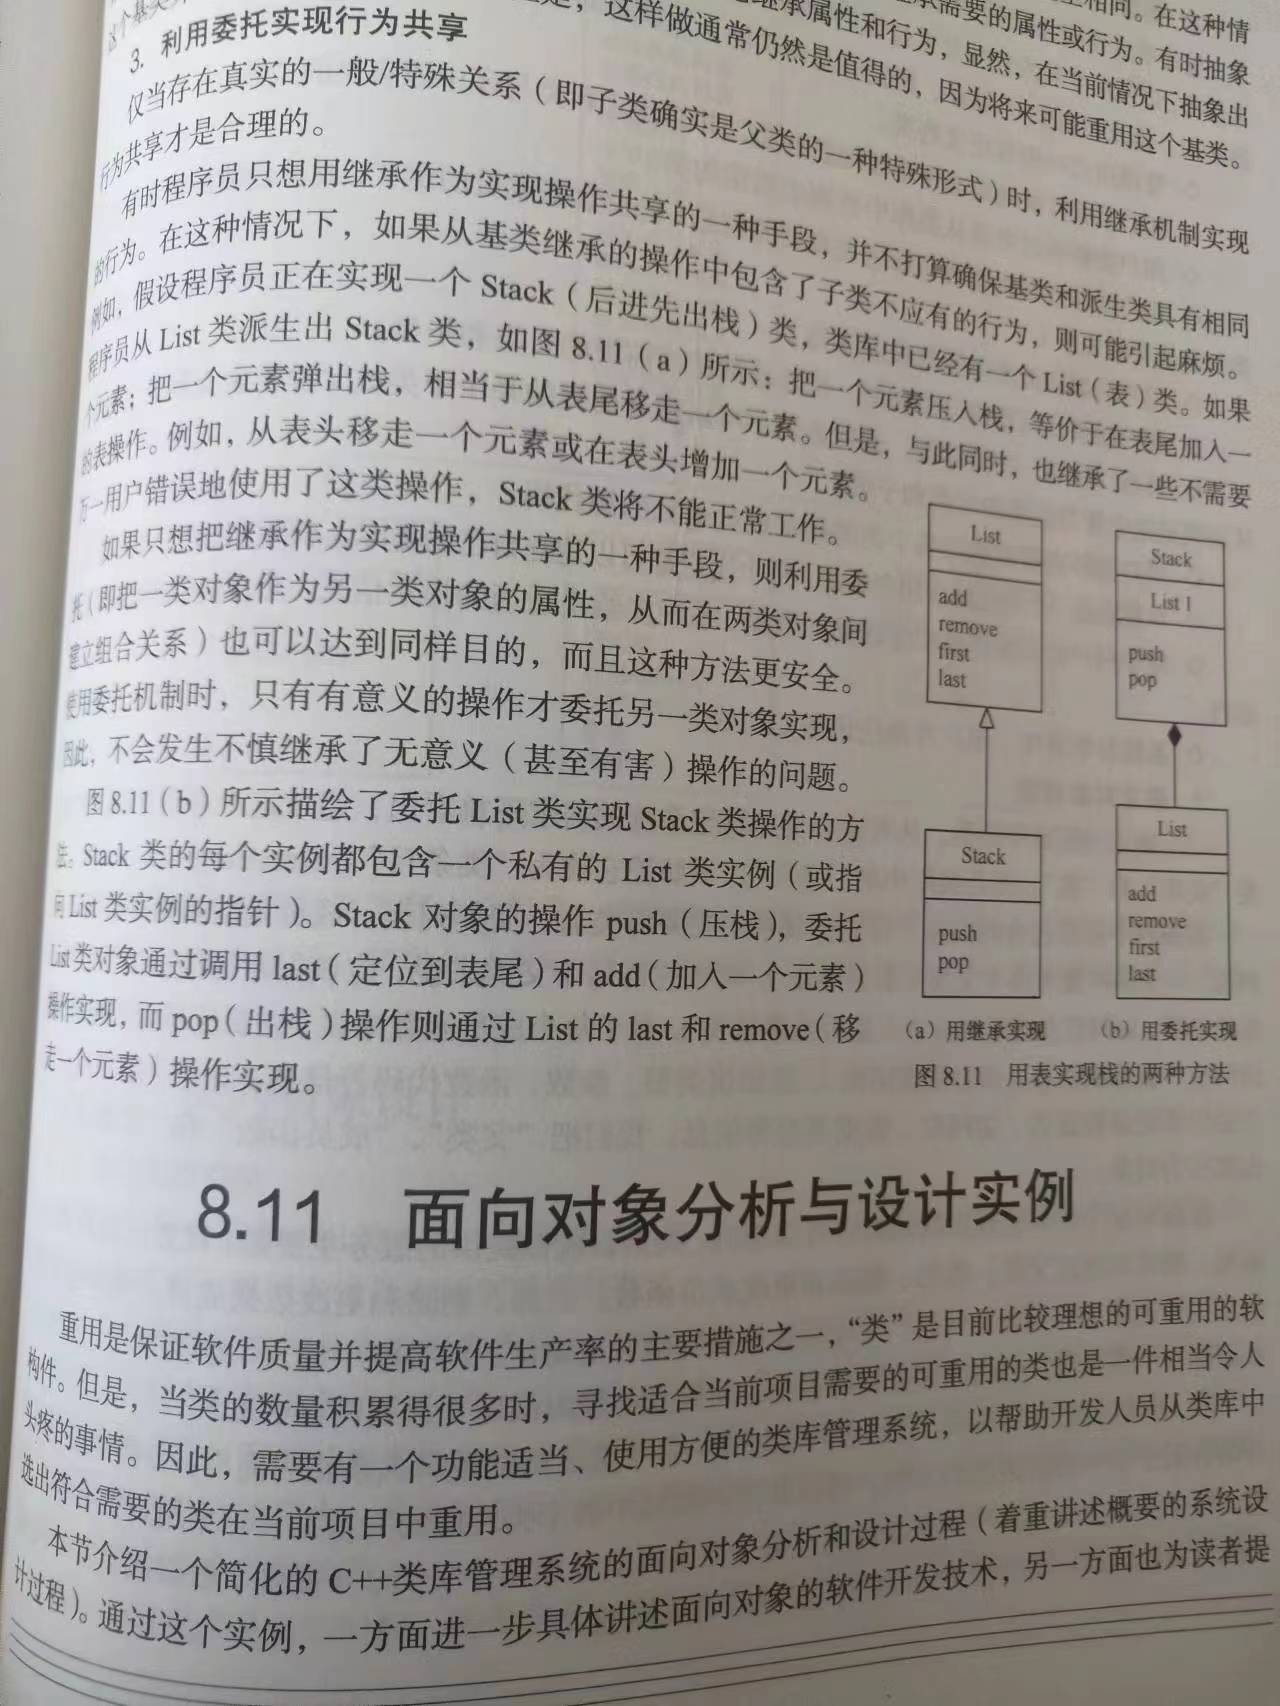 3. 利用委托实现行为共享
相同。在这种情
需要的属性或行为。有时抽象
继承属性和行为，显然，在当前情况下抽象出
这样做通常仍然是值得的，因为将来可能重用这个基类。
仅当存在真实的一般/特殊关系（即子类确实是父类的一种特殊形式）时，利用继承机制实现
行为共享才是合理的。
有时程序员只想用继承作为实现操作共享的一种手段，并不打算确保基类和派生类具有相同
的行为。在这种情况下，如果从基类继承的操作中包含了子类不应有的行为，则可能引起麻烦。
例如，假设程序员正在实现一个 Stack（后进先出栈）类，类库中已经有一个 List（表）类。如果
程序员从 List 类派生出 Stack 类，如图 8.11（a）所示：把一个元素压入栈，等价于在表尾加入一
个元素；把一个元素弹出栈，相当于从表尾移走一个元素。但是，与此同时，也继承了一些不需要
的表操作。例如，从表头移走一个元素或在表头增加一个元素。
万一用户错误地使用了这类操作，Stack 类将不能正常工作。
如果只想把继承作为实现操作共享的一种手段，则利用委
托（即把一类对象作为另一类对象的属性，从而在两类对象间
建立组合关系）也可以达到同样目的，而且这种方法更安全。
使用委托机制时，只有有意义的操作才委托另一类对象实现，
因此，不会发生不慎继承了无意义（甚至有害）操作的问题。
图 8.11（b）所示描绘了委托 List 类实现 Stack 类操作的方
法。Stack 类的每个实例都包含一个私有的 List 类实例（或指
向 List 类实例的指针）。Stack 对象的操作 push（压栈），委托
List 类对象通过调用 last（定位到表尾）和 add（加入一个元素）
操作实现，而 pop（出栈）操作则通过 List 的 last 和 remove（移
走一个元素）操作实现。
List
add
remove
first
last
Stack
push
pop
（a）用继承实现
Stack
List l
push
pop
List
add
remove
first
last
（b）用委托实现
图 8.11 用表实现栈的两种方法
8.11 面向对象分析与设计实例
重用是保证软件质量并提高软件生产率的主要措施之一，“类”是目前比较理想的可重用的软
构件。但是，当类的数量积累得很多时，寻找适合当前项目需要的可重用的类也是一件相当令人
头疼的事情。因此，需要有一个功能适当、使用方便的类库管理系统，以帮助开发人员从类库中
选出符合需要的类在当前项目中重用。
本节介绍一个简化的 C++类库管理系统的面向对象分析和设计过程（着重讲述概要的系统设
计过程）。通过这个实例，一方面进一步具体讲述面向对象的软件开发技术，另一方面也为读者提